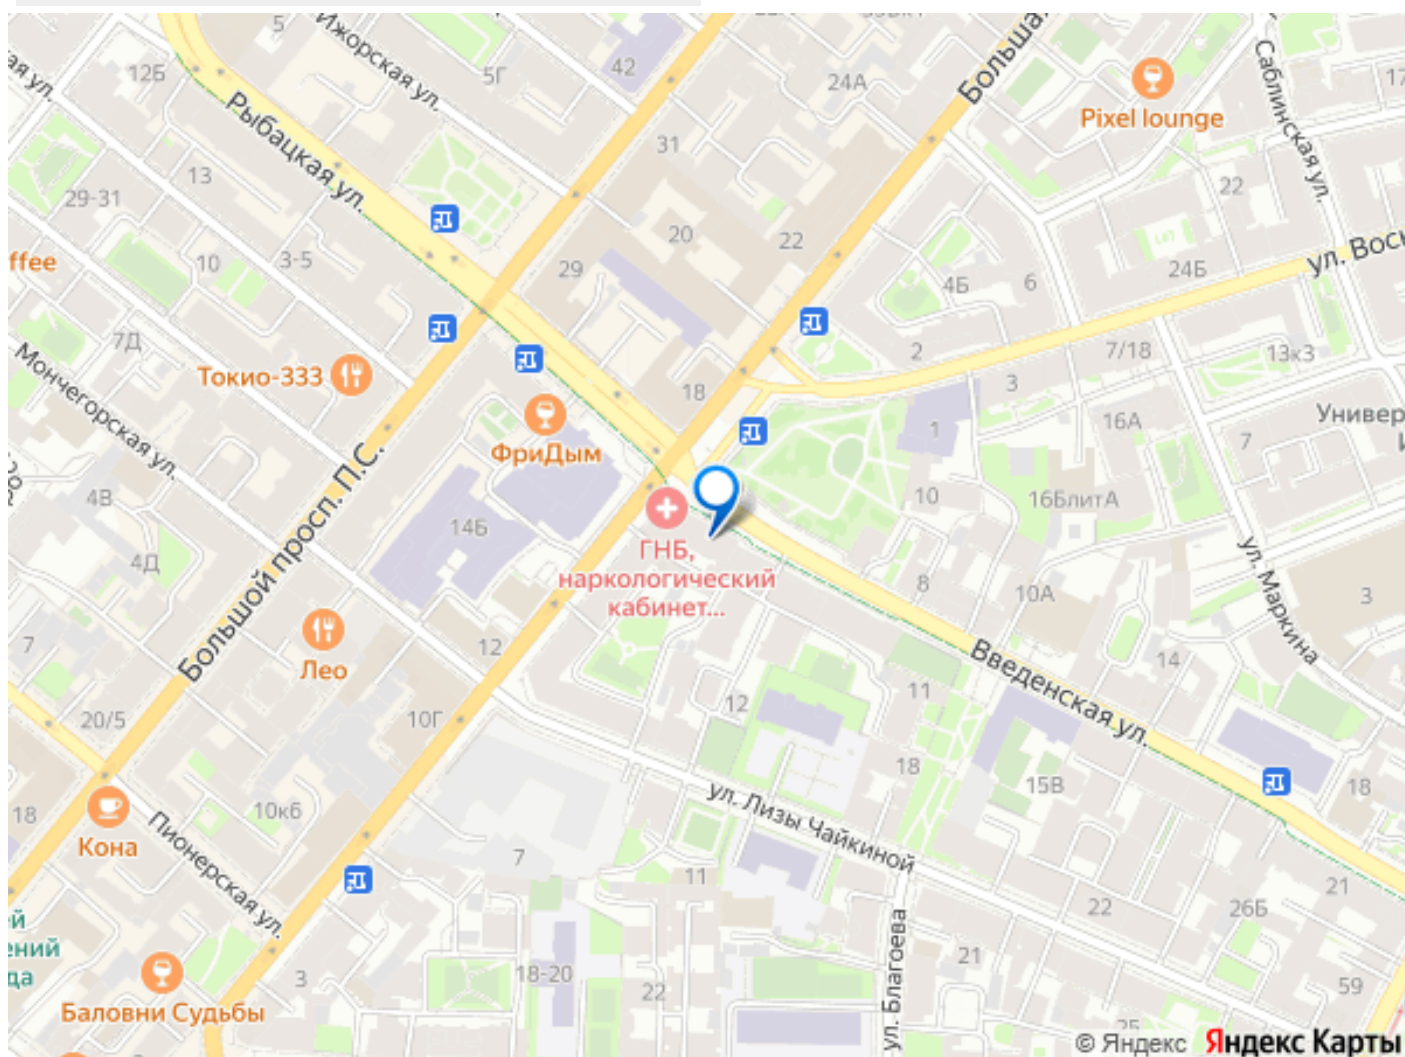 5
Ижорская ул.
42
5Г
12Б
24А
Большая
Саблинская ул.
Pixel lounge
17
Рыбацкая ул.
31
13
29-31
22
20
22
ffee
10
3-5
29
4Б
6
24Б
ул. Воск
7Д
2
7/18
13к3
Токио-333
18
3
Мончегорская ул.
ФриДым
1
16А
Универ
И
7
4В
14Б
10
16БлитА
ГНБ,
наркологический
кабинет...
4Д
Большой просп. П.С.
8
10А
ул. Маркина
3
7
Лео
12
14
Введенская ул.
11
12
20/5
10Г
18
15В
18
18
Кона
10к6
Пионерская ул.
ул. Лизы Чайкиной
7
11
21
22
26Б
й
ений
да
Баловни Судьбы
3
18-20
22
ул. Благоева
21
59
© Яндекс Яндекс Карты